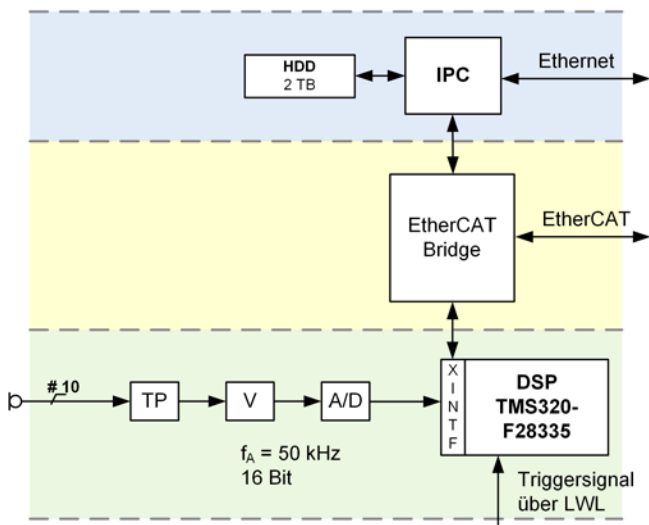 HDD
2 TB
IPC
Ethernet
EtherCAT
Bridge
EtherCAT
# 10
TP
V
A/D
X
I
N
T
F
DSP
TMS320-
F28335
f_A = 50 kHz
16 Bit
Triggersignal
über LWL